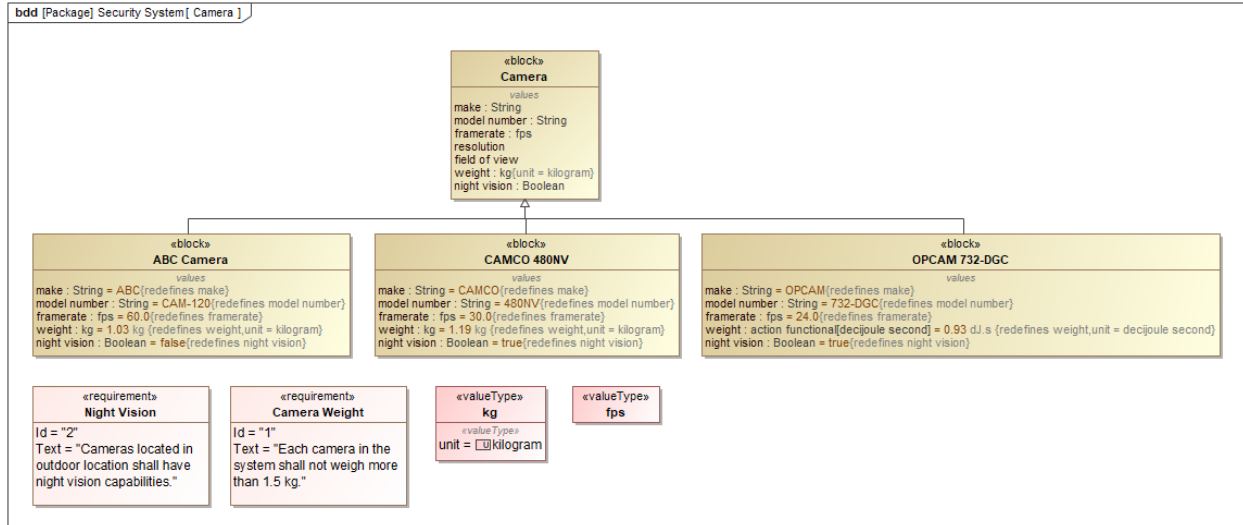 bdd [Package] Security System[ Camera ]
«block»
Camera
values
make : String
model number : String
framerate : fps
resolution
field of view
weight : kg{unit = kilogram}
night vision : Boolean
«block»
ABC Camera
values
make : String = ABC{redefines make}
model number : String = CAM-120{redefines model number}
framerate : fps = 60.0{redefines framerate}
weight : kg = 1.03 kg {redefines weight,unit = kilogram}
night vision : Boolean = false{redefines night vision}
«block»
CAMCO 480NV
values
make : String = CAMCO{redefines make}
model number : String = 480NV{redefines model number}
framerate : fps = 30.0{redefines framerate}
weight : kg = 1.19 kg {redefines weight,unit = kilogram}
night vision : Boolean = true{redefines night vision}
«block»
OPCAM 732-DGC
values
make : String = OPCAM{redefines make}
model number : String = 732-DGC{redefines model number}
framerate : fps = 24.0{redefines framerate}
weight : action functional[decijoule second] = 0.93 dJ.s {redefines weight,unit = decijoule second}
night vision : Boolean = true{redefines night vision}
«requirement»
Night Vision
Id = "2"
Text = "Cameras located in
outdoor location shall have
night vision capabilities."
«requirement»
Camera Weight
Id = "1"
Text = "Each camera in the
system shall not weigh more
than 1.5 kg."
«valueType»
kg
«valueType»
unit = U kilogram
«valueType»
fps